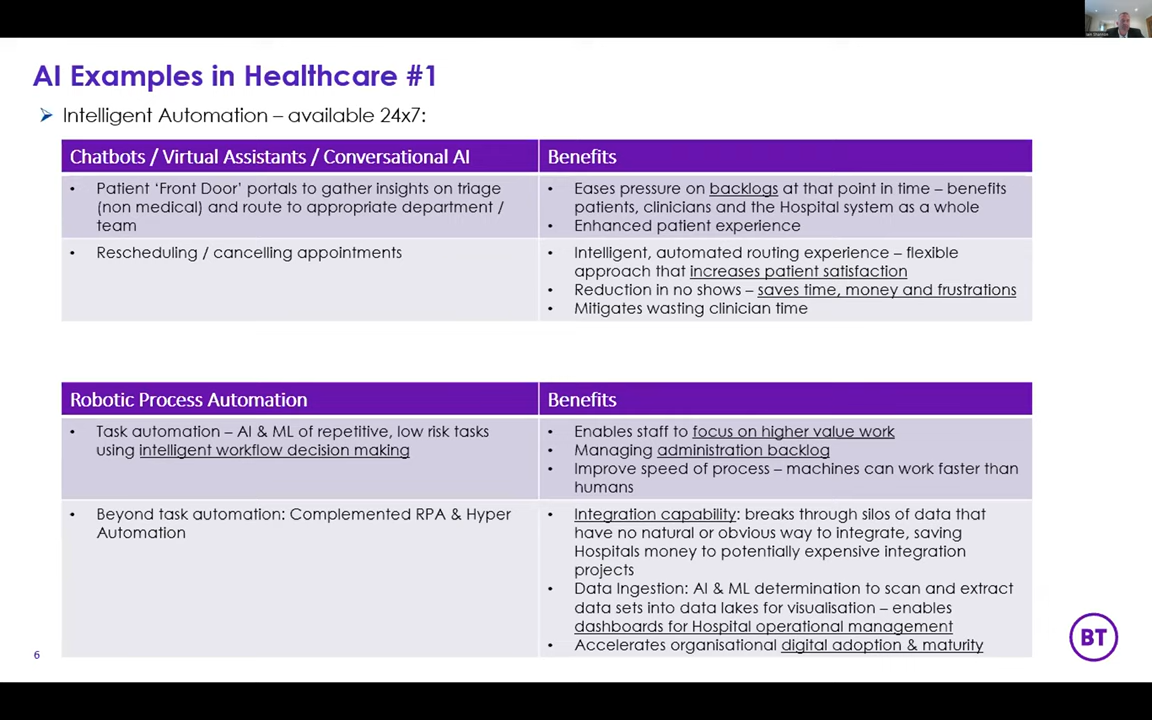 AI Examples in Healthcare #1
➢ Intelligent Automation – available 24x7:
Chatbots / Virtual Assistants / Conversational AI
Benefits
• Patient ‘Front Door’ portals to gather insights on triage
(non medical) and route to appropriate department /
team
• Eases pressure on backlogs at that point in time – benefits
patients, clinicians and the Hospital system as a whole
• Enhanced patient experience
• Rescheduling / cancelling appointments
• Intelligent, automated routing experience – flexible
approach that increases patient satisfaction
• Reduction in no shows – saves time, money and frustrations
• Mitigates wasting clinician time
Robotic Process Automation
Benefits
• Task automation – AI & ML of repetitive, low risk tasks
using intelligent workflow decision making
• Enables staff to focus on higher value work
• Managing administration backlog
• Improve speed of process – machines can work faster than
humans
• Beyond task automation: Complemented RPA & Hyper
Automation
• Integration capability: breaks through silos of data that
have no natural or obvious way to integrate, saving
Hospitals money to potentially expensive integration
projects
• Data Ingestion: AI & ML determination to scan and extract
data sets into data lakes for visualisation – enables
dashboards for Hospital operational management
• Accelerates organisational digital adoption & maturity
BT
6